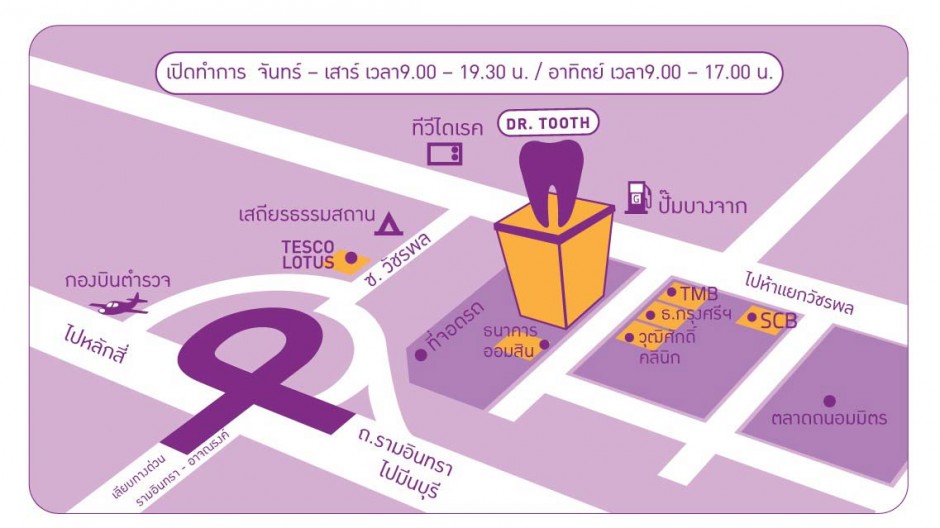 เปิดทำการ จันทร์ – เสาร์ เวลา9.00 – 19.30 น. / อาทิตย์ เวลา9.00 – 17.00 น.
ทีวีไดเรค
DR. TOOTH
G
ปั๊มบางจาก
เสถียรธรรมสถาน
TESCO
LOTUS
ซ. วัชรพล
กองบินตำรวจ
ไปหลักสี่
ที่จอดรถ
ธนาคาร
ออมสิน
TMB
ธ.กรุงศรีฯ
วุฒิศักดิ์
คลินิก
SCB
ไปห้าแยกวัชรพล
ตลาดถนอมมิตร
ถ.รามอินทรา
ไปมีนบุรี
เลียบทางด่วน
รามอินทรา - อาจณรงค์